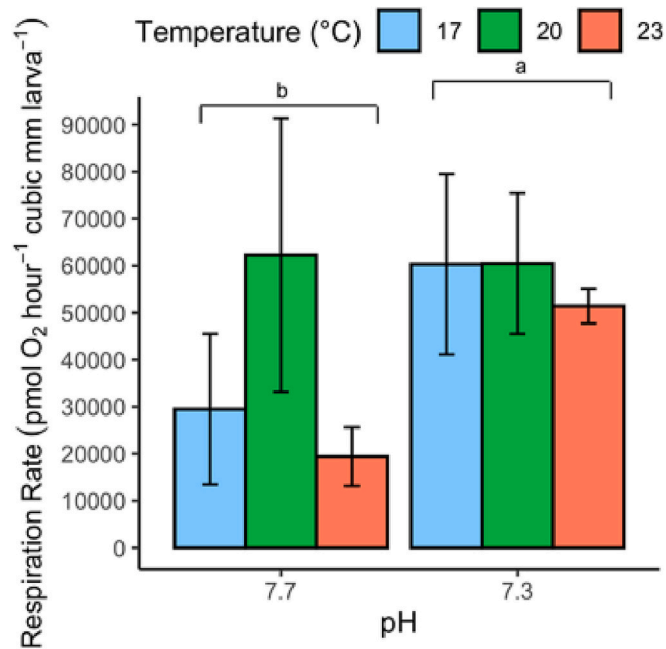 Temperature (°C) 17 20 23
b
a
Respiration Rate (pmol O₂ hour⁻¹ cubic mm larva⁻¹)
90000
80000
70000
60000
50000
40000
30000
20000
10000
0
7.7 7.3
pH